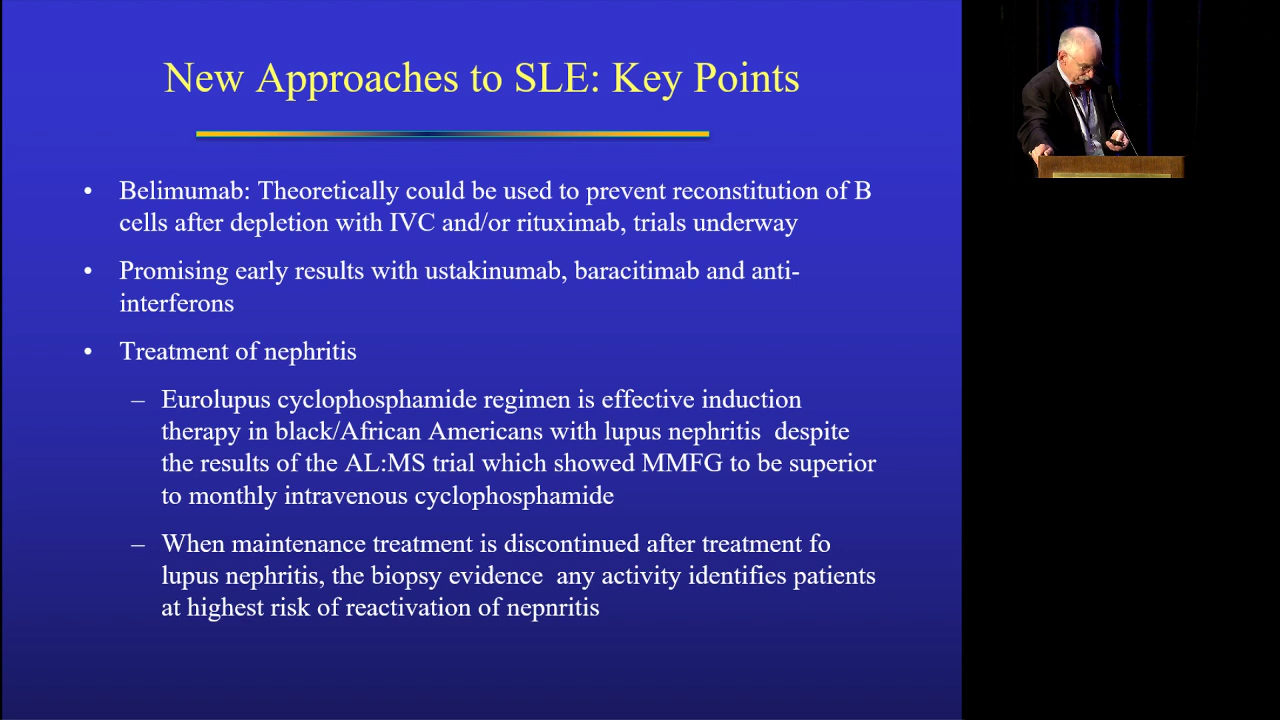 New Approaches to SLE: Key Points
• Belimumab: Theoretically could be used to prevent reconstitution of B
cells after depletion with IVC and/or rituximab, trials underway
• Promising early results with ustakinumab, baracitimab and anti-
interferons
• Treatment of nephritis
– Eurolupus cyclophosphamide regimen is effective induction
therapy in black/African Americans with lupus nephritis  despite
the results of the AL:MS trial which showed MMFG to be superior
to monthly intravenous cyclophosphamide
– When maintenance treatment is discontinued after treatment fo
lupus nephritis, the biopsy evidence  any activity identifies patients
at highest risk of reactivation of nepnritis